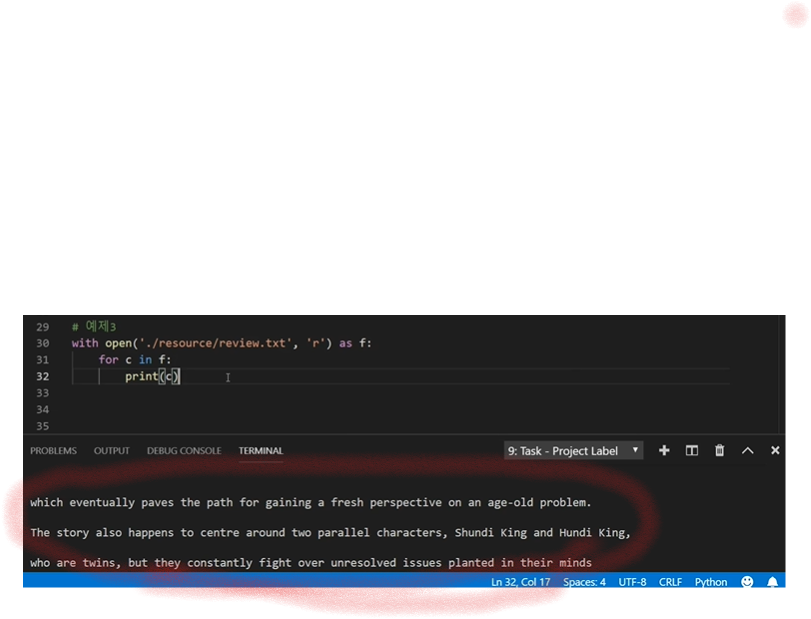 29 # 예제3
30 with open('./resource/review.txt', 'r') as f:
31 for c in f:
32 print(c)
33
34
35
PROBLEMS OUTPUT DEBUG CONSOLE TERMINAL 9: Task - Project Label
which eventually paves the path for gaining a fresh perspective on an age-old problem.
The story also happens to centre around two parallel characters, Shundi King and Hundi King,
who are twins, but they constantly fight over unresolved issues planted in their minds
Ln 32, Col 17 Spaces: 4 UTF-8 CRLF Python